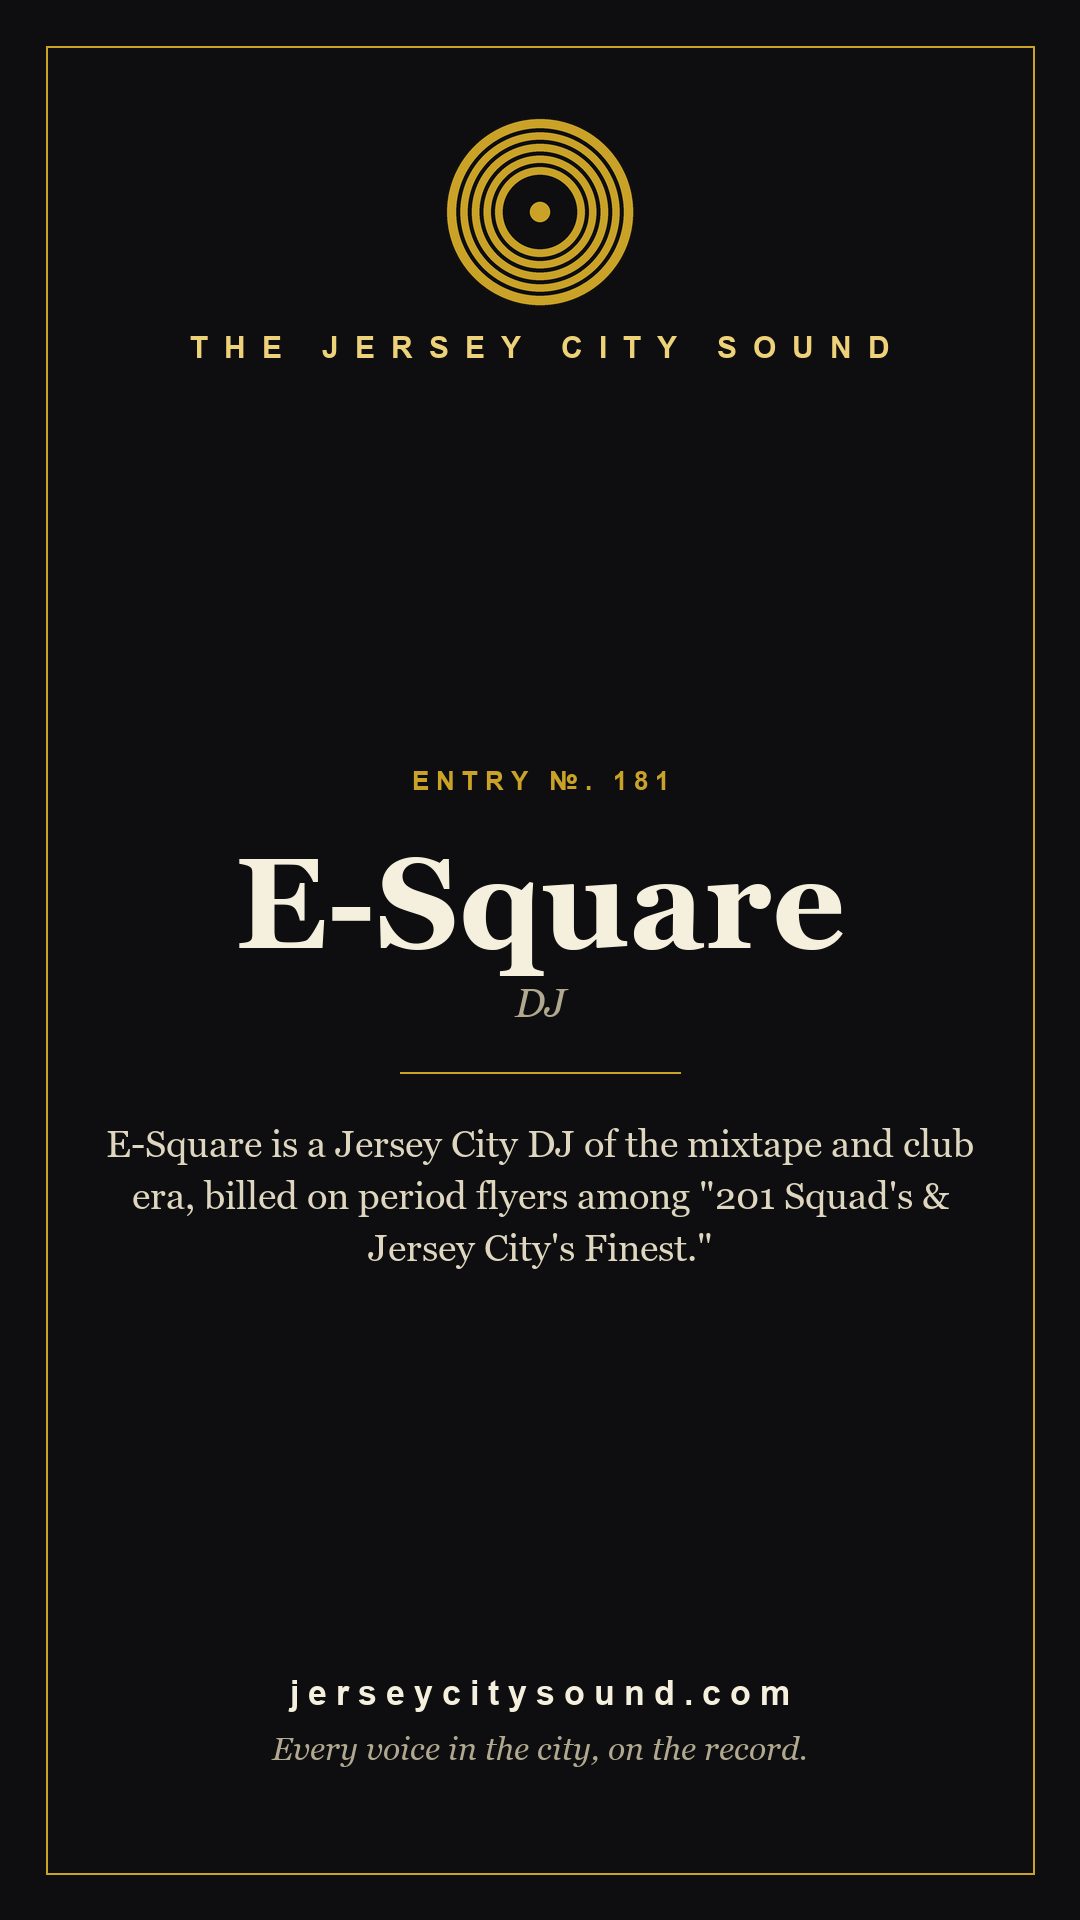 THE JERSEY CITY SOUND
ENTRY №. 181
E-Square
DJ
E-Square is a Jersey City DJ of the mixtape and club
era, billed on period flyers among "201 Squad's &
Jersey City's Finest."
jerseycitysound.com
Every voice in the city, on the record.